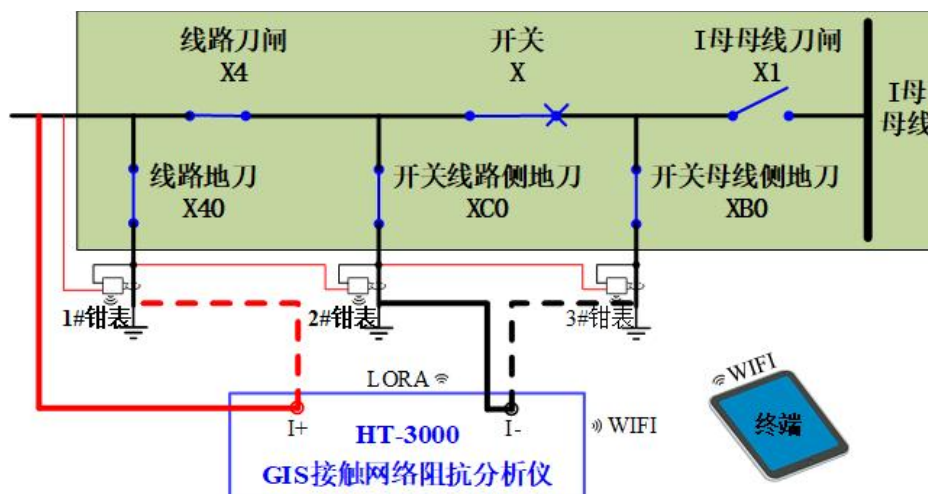 线路刀闸
X4
开关
X
I母母线刀闸
X1
I母
母线
线路地刀
X40
开关线路侧地刀
XC0
开关母线侧地刀
XB0
1#钳表
2#钳表
3#钳表
LORA
WIFI
I+
I-
WIFI
HT-3000
GIS接触网络阻抗分析仪
终端